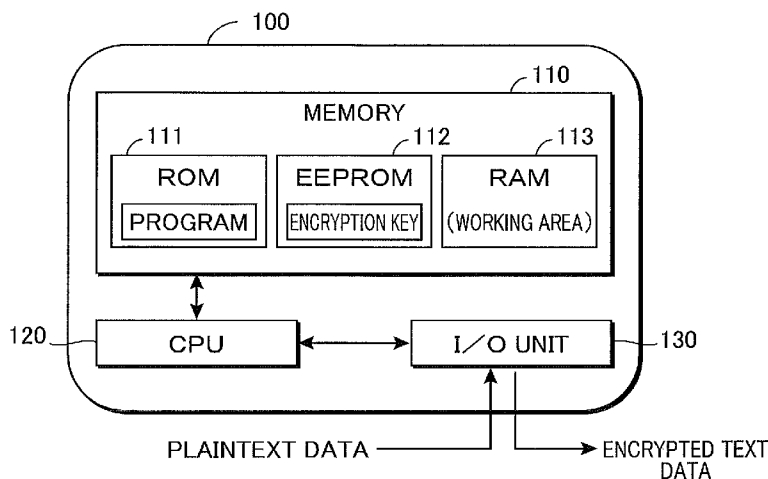 100
110
MEMORY
111
112
113
ROM
EEPROM
RAM
PROGRAM
ENCRYPTION KEY
(WORKING AREA)
120
CPU
I/O UNIT
130
PLAINTEXT DATA
ENCRYPTED TEXT
DATA